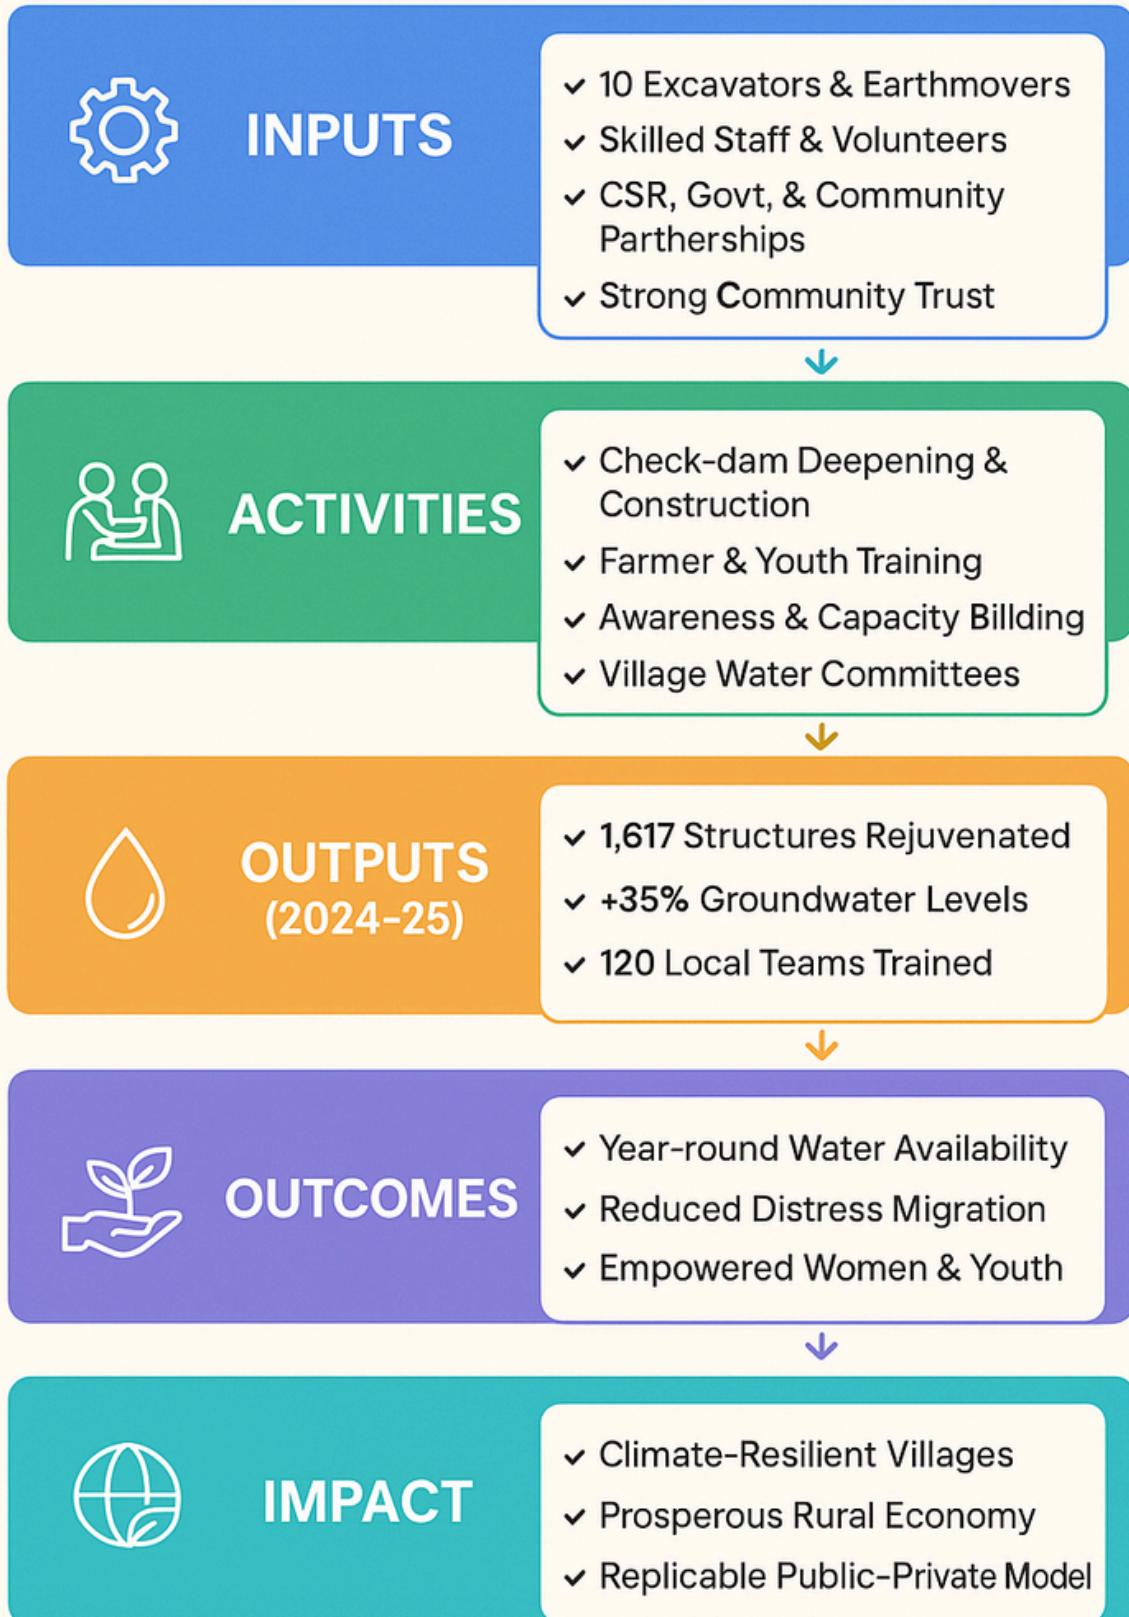 INPUTS
✓ 10 Excavators & Earthmovers
✓ Skilled Staff & Volunteers
✓ CSR, Govt, & Community
Partherships
✓ Strong Community Trust
ACTIVITIES
✓ Check-dam Deepening &
Construction
✓ Farmer & Youth Training
✓ Awareness & Capacity Billding
✓ Village Water Committees
OUTPUTS
(2024-25)
✓ 1,617 Structures Rejuvenated
✓ +35% Groundwater Levels
✓ 120 Local Teams Trained
OUTCOMES
✓ Year-round Water Availability
✓ Reduced Distress Migration
✓ Empowered Women & Youth
IMPACT
✓ Climate-Resilient Villages
✓ Prosperous Rural Economy
✓ Replicable Public-Private Model